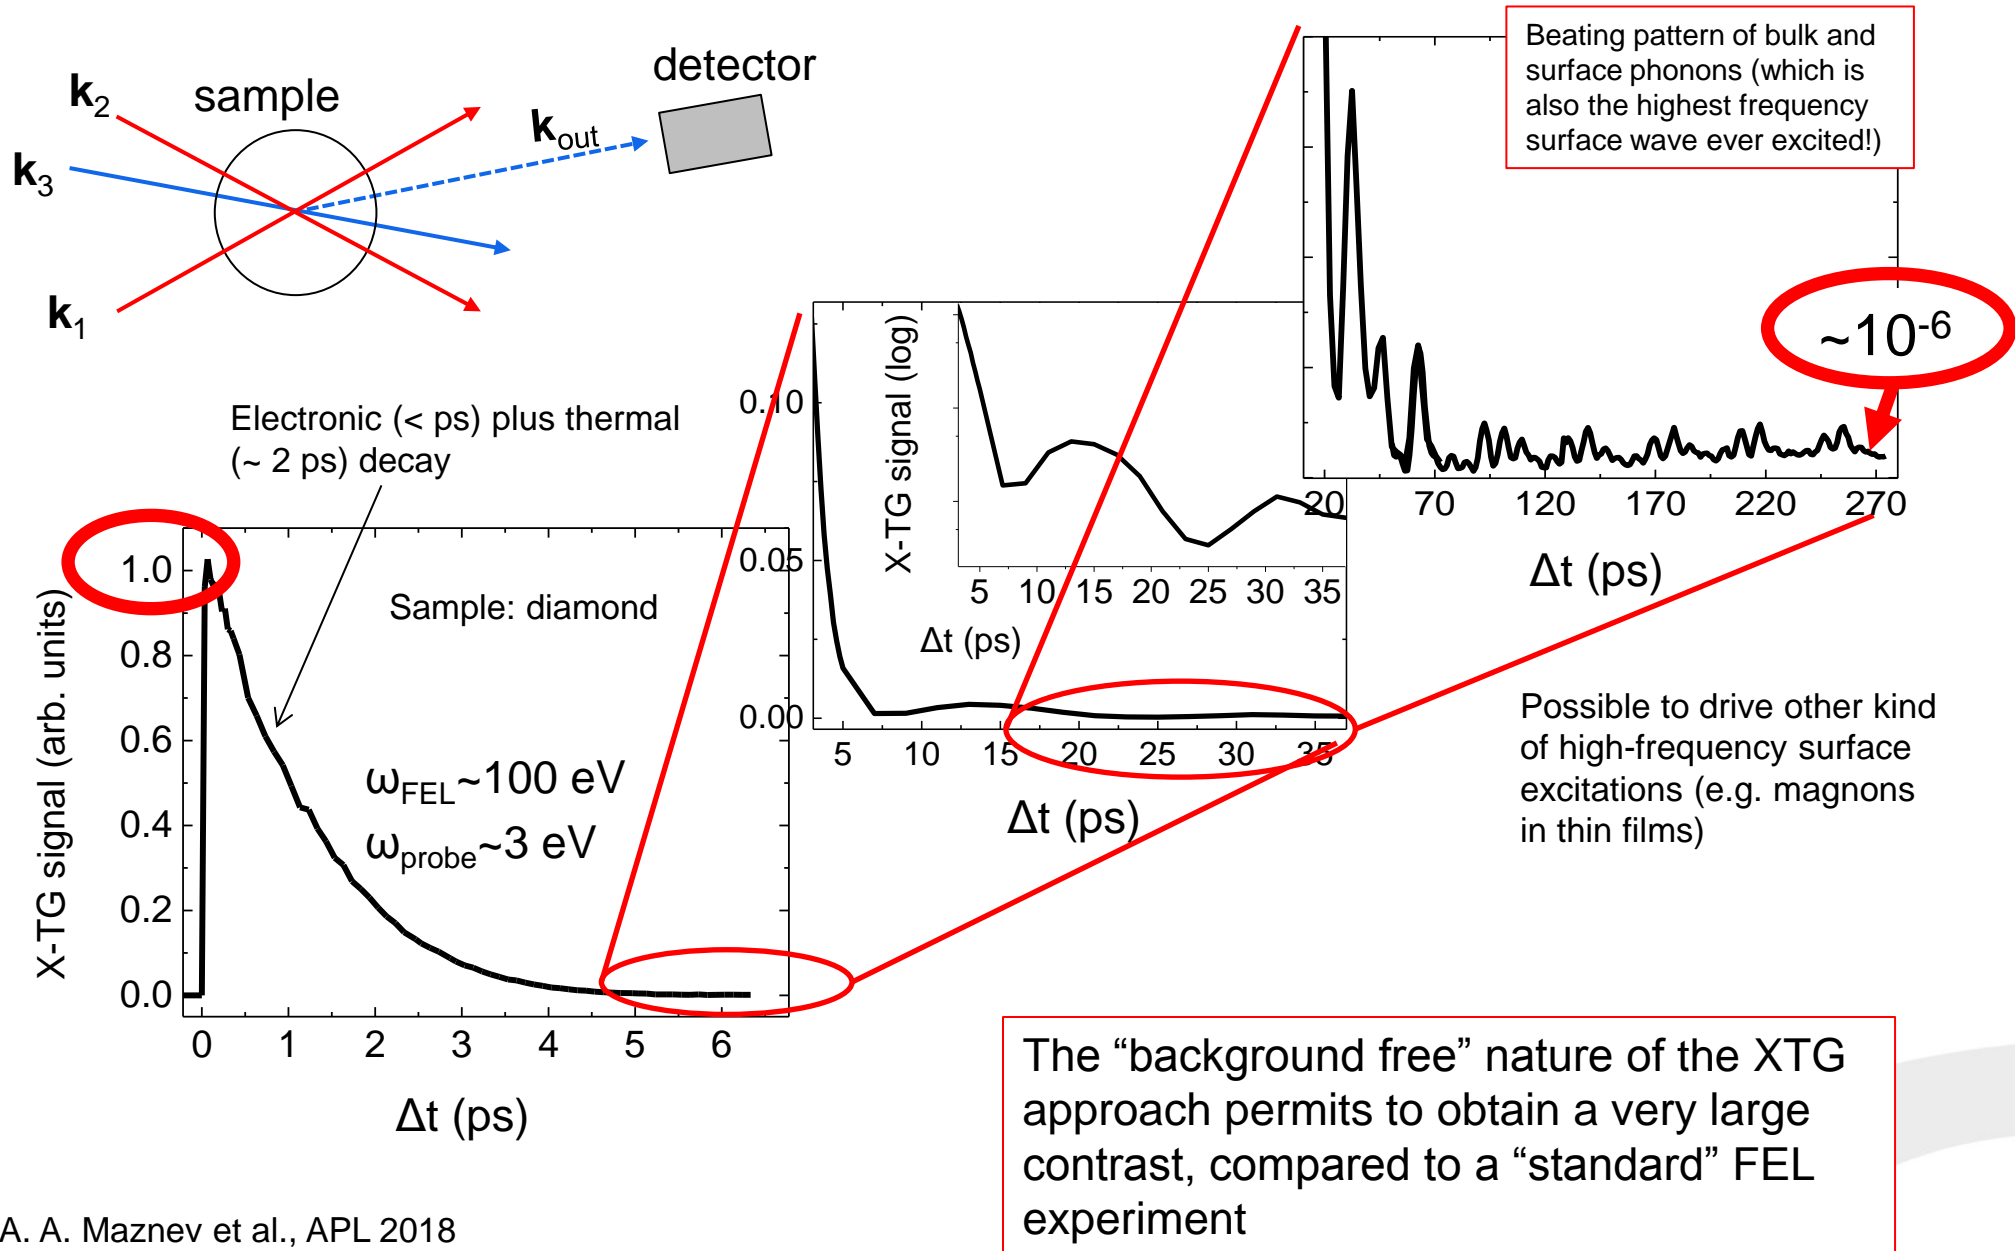 k2
sample
detector
k3
kout
k1
Beating pattern of bulk and
surface phonons (which is
also the highest frequency
surface wave ever excited!)
~10-6
20 70 120 170 220 270
Δt (ps)
X-TG signal (log)
5 10 15 20 25 30 35
Δt (ps)
0.10
0.05
0.00
5 10 15 20 25 30 35
Δt (ps)
Electronic (< ps) plus thermal
(~ 2 ps) decay
Sample: diamond
ωFEL~100 eV
ωprobe~3 eV
X-TG signal (arb. units)
1.0
0.8
0.6
0.4
0.2
0.0
0 1 2 3 4 5 6
Δt (ps)
Possible to drive other kind
of high-frequency surface
excitations (e.g. magnons
in thin films)
The “background free” nature of the XTG
approach permits to obtain a very large
contrast, compared to a “standard” FEL
experiment
A. A. Maznev et al., APL 2018